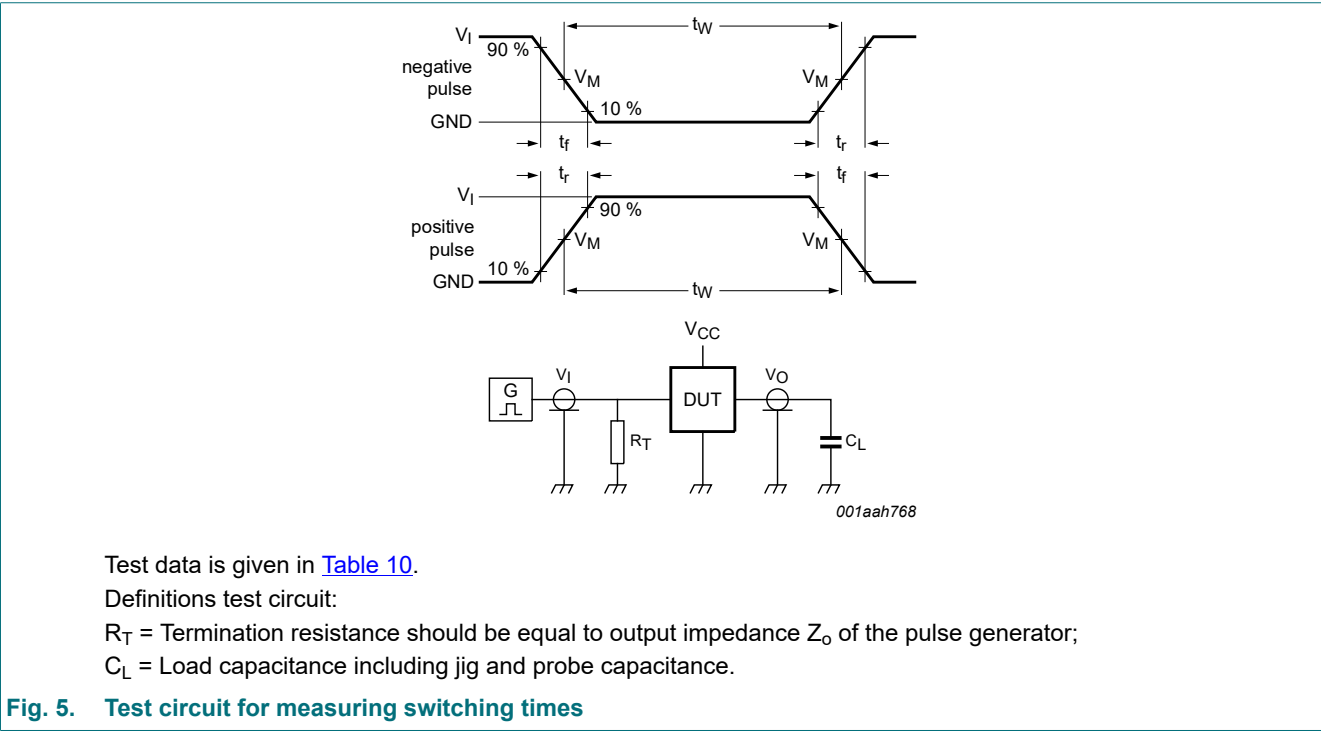 tW
VI
90 %
negative
pulse
VM
VM
10 %
GND
tf
tr
tr
tf
VI
90 %
positive
pulse
VM
VM
10 %
GND
tW
VCC
VI
VO
G
DUT
RT
CL
001aah768
Test data is given in Table 10.
Definitions test circuit:
RT = Termination resistance should be equal to output impedance Zo of the pulse generator;
CL = Load capacitance including jig and probe capacitance.
Fig. 5. Test circuit for measuring switching times